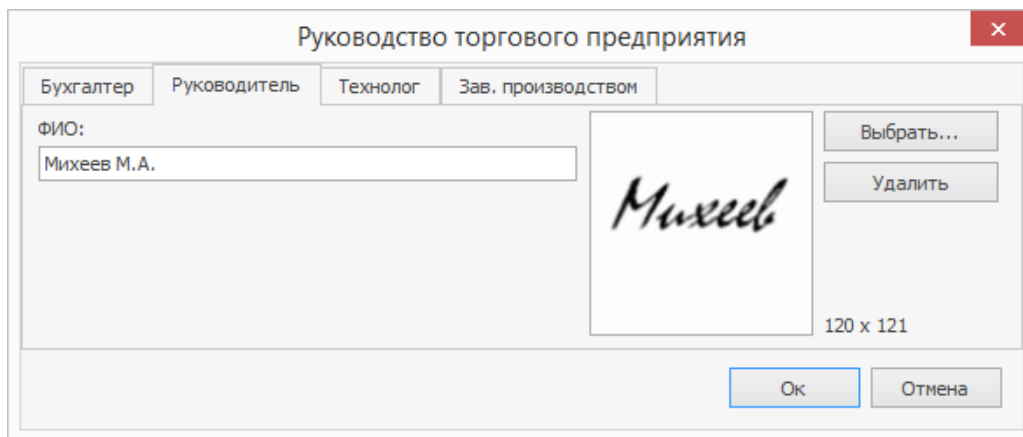 Руководство торгового предприятия
Бухгалтер Руководитель Технолог Зав. производством
ФИО:
Михеев М.А.
Михеев
Выбрать...
Удалить
120 x 121
Ок Отмена